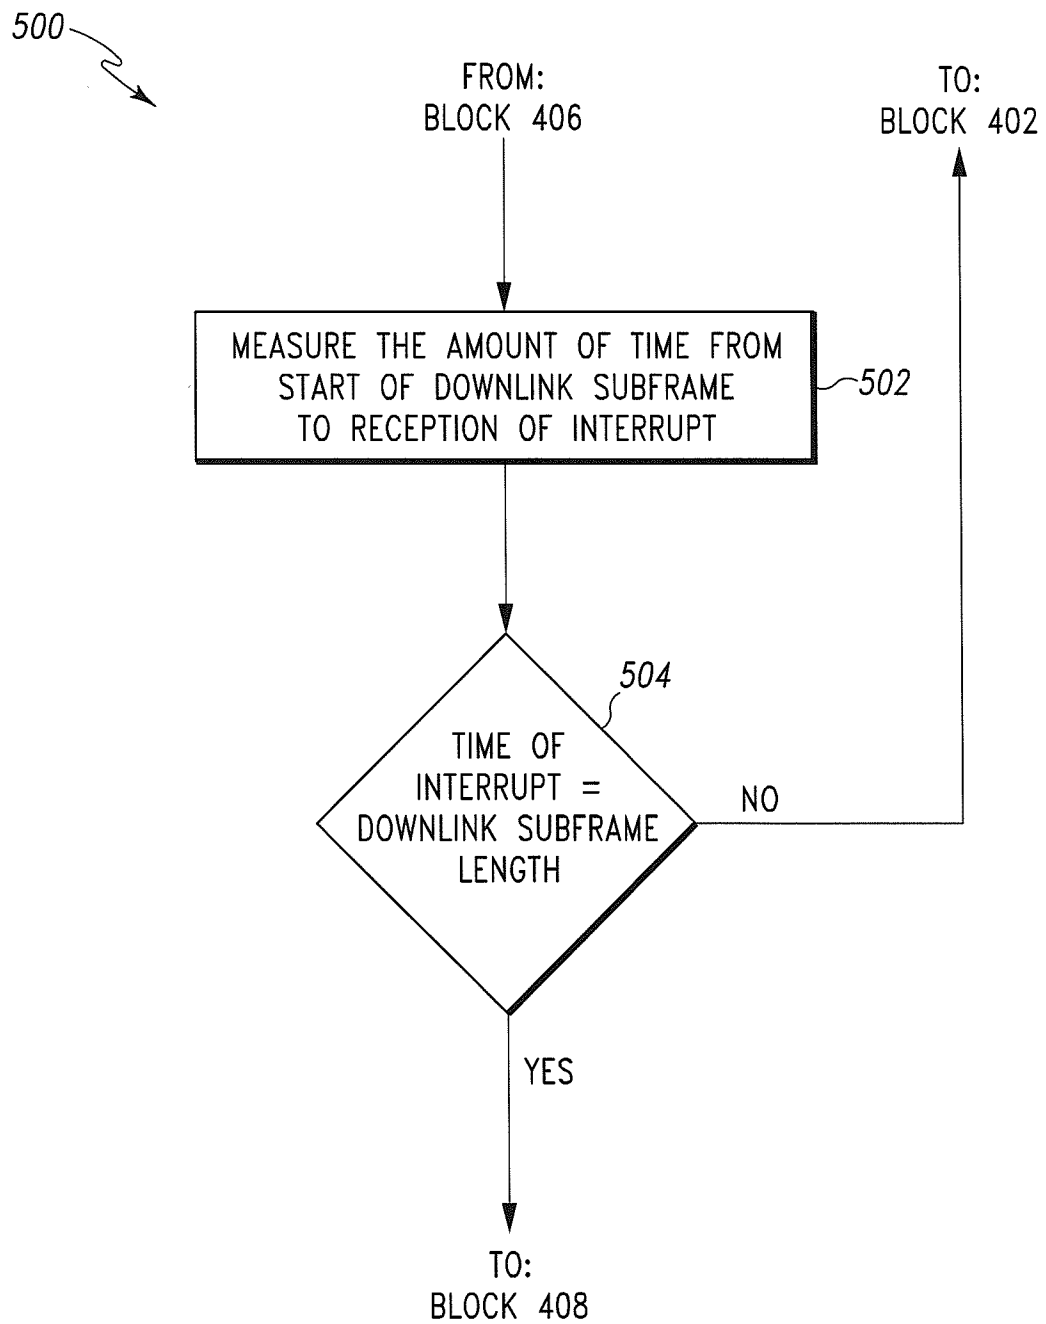 500
FROM:
BLOCK 406
TO:
BLOCK 402
MEASURE THE AMOUNT OF TIME FROM
START OF DOWNLINK SUBFRAME
TO RECEPTION OF INTERRUPT
502
504
TIME OF
INTERRUPT =
DOWNLINK SUBFRAME
LENGTH
NO
YES
TO:
BLOCK 408